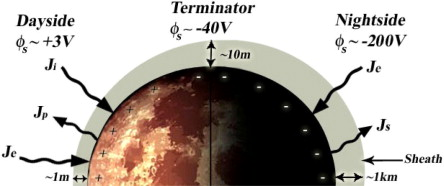 Dayside
ϕs ~ +3V
Terminator
ϕs ~ -40V
Nightside
ϕs ~ -200V
~10m
Ji
Je
Jp
Js
Je
Sheath
~1m
~1km